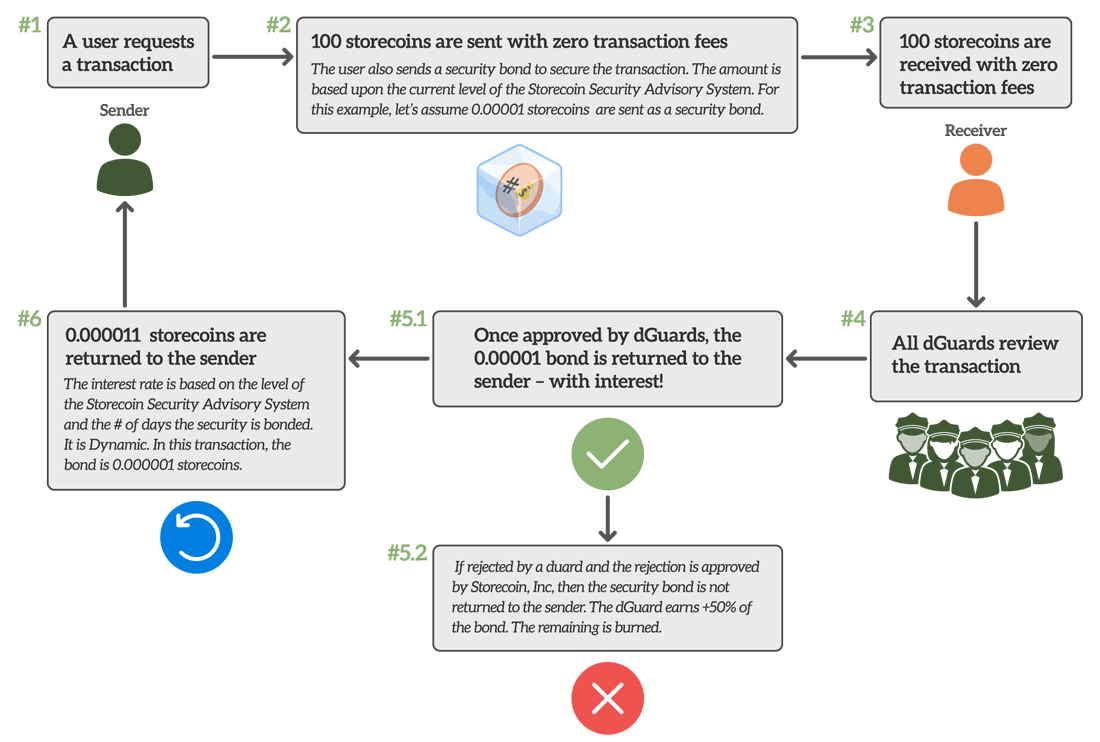 #1
A user requests
a transaction
Sender
#2
100 storecoins are sent with zero transaction fees
The user also sends a security bond to secure the transaction. The amount is
based upon the current level of the Storecoin Security Advisory System. For
this example, let’s assume 0.00001 storecoins are sent as a security bond.
#
#3
100 storecoins are
received with zero
transaction fees
Receiver
#4
All dGuards review
the transaction
#5.1
Once approved by dGuards, the
0.00001 bond is returned to the
sender – with interest!
#5.2
If rejected by a duard and the rejection is approved
by Storecoin, Inc, then the security bond is not
returned to the sender. The dGuard earns +50% of
the bond. The remaining is burned.
#6
0.000011 storecoins are
returned to the sender
The interest rate is based on the level of
the Storecoin Security Advisory System
and the # of days the security is bonded.
It is Dynamic. In this transaction, the
bond is 0.000001 storecoins.